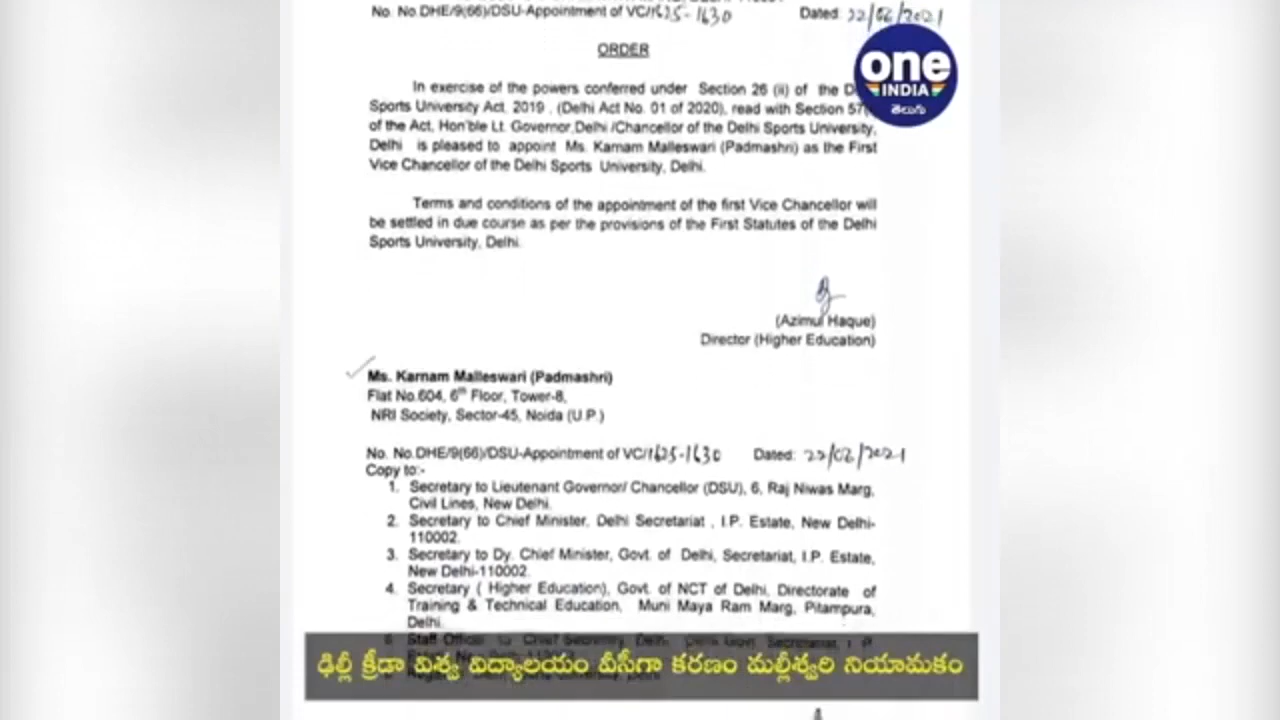 No. No.DHE/9(66)/DSU-Appointment of VC/1625-1630 Dated: 22/06/2021
ORDER
one
INDIA
తెలుగు
In exercise of the powers conferred under Section 26 (ii) of the
Sports University Act, 2019 , (Delhi Act No. 01 of 2020), read with Section 57
of the Act, Hon'ble Lt. Governor,Delhi /Chancellor of the Delhi Sports University,
Delhi is pleased to appoint Ms. Karnam Malleswari (Padmashri) as the First
Vice Chancellor of the Delhi Sports University, Delhi.
Terms and conditions of the appointment of the first Vice Chancellor will
be settled in due course as per the provisions of the First Statutes of the Delhi
Sports University, Delhi.
(Azimul Haque)
Director (Higher Education)
Ms. Karnam Malleswari (Padmashri)
Flat No.604, 6th Floor, Tower-8,
NRI Society, Sector-45, Noida (U.P.)
No. No.DHE/9(66)/DSU-Appointment of VC/1625-1630 Dated: 22/06/2021
Copy to:-
1. Secretary to Lieutenant Governor/ Chancellor (DSU), 6, Raj Niwas Marg,
Civil Lines, New Delhi.
2. Secretary to Chief Minister, Delhi Secretariat , I.P. Estate, New Delhi-
110002.
3. Secretary to Dy. Chief Minister, Govt. of Delhi, Secretariat, I.P. Estate,
New Delhi-110002.
4. Secretary ( Higher Education), Govt. of NCT of Delhi, Directorate of
Training & Technical Education, Muni Maya Ram Marg, Pitampura,
Delhi.
ఢిల్లీ క్రీడా విశ్వ విద్యాలయం వీసీగా కరణం మల్లీశ్వరి నియామకం